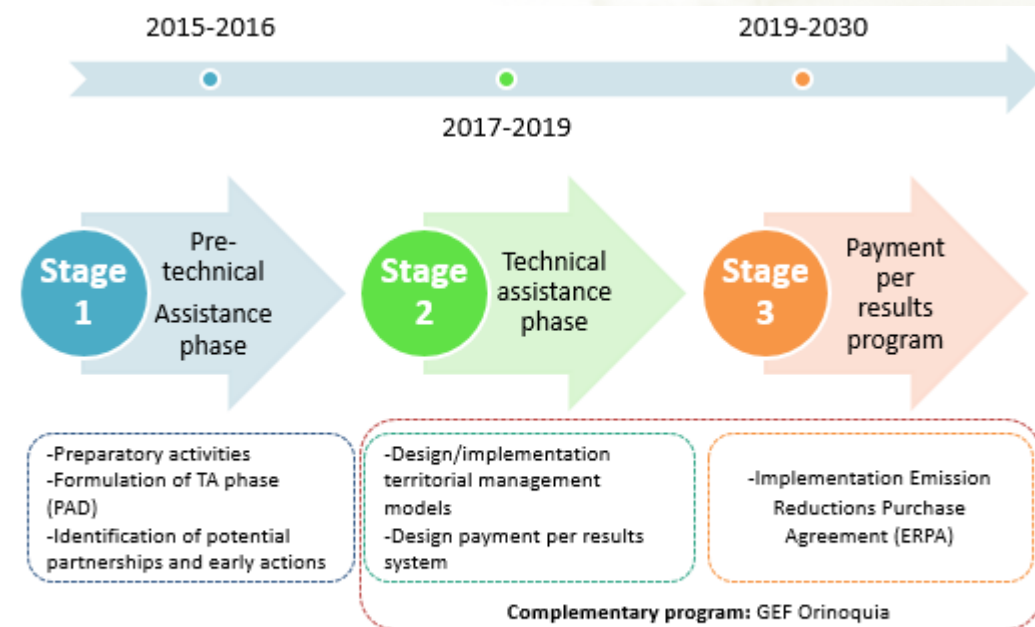 2015-2016
2019-2030
2017-2019
Stage
1
Pre-
technical
Assistance
phase
Stage
2
Technical
assistance
phase
Stage
3
Payment
per
results
program
-Preparatory activities
-Formulation of TA phase
(PAD)
-Identification of potential
partnerships and early actions
-Design/implementation
territorial management
models
-Design payment per results
system
-Implementation Emission
Reductions Purchase
Agreement (ERPA)
Complementary program: GEF Orinoquia